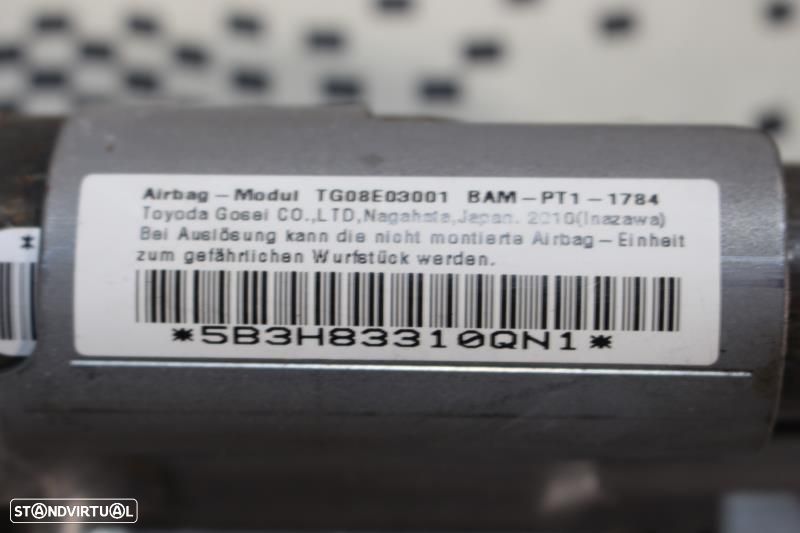 Airbag-Modul TG08E03001 BAM-PT1-1784
Toyoda Gosei CO.,LTD,Nagahata,Japan. 2010(Inazawa)
Bei Auslösung kann die nicht montierte Airbag-Einheit
zum gefährlichen Wurfstück werden.
*5B3H83310QN1*
STANDVIRTUAL